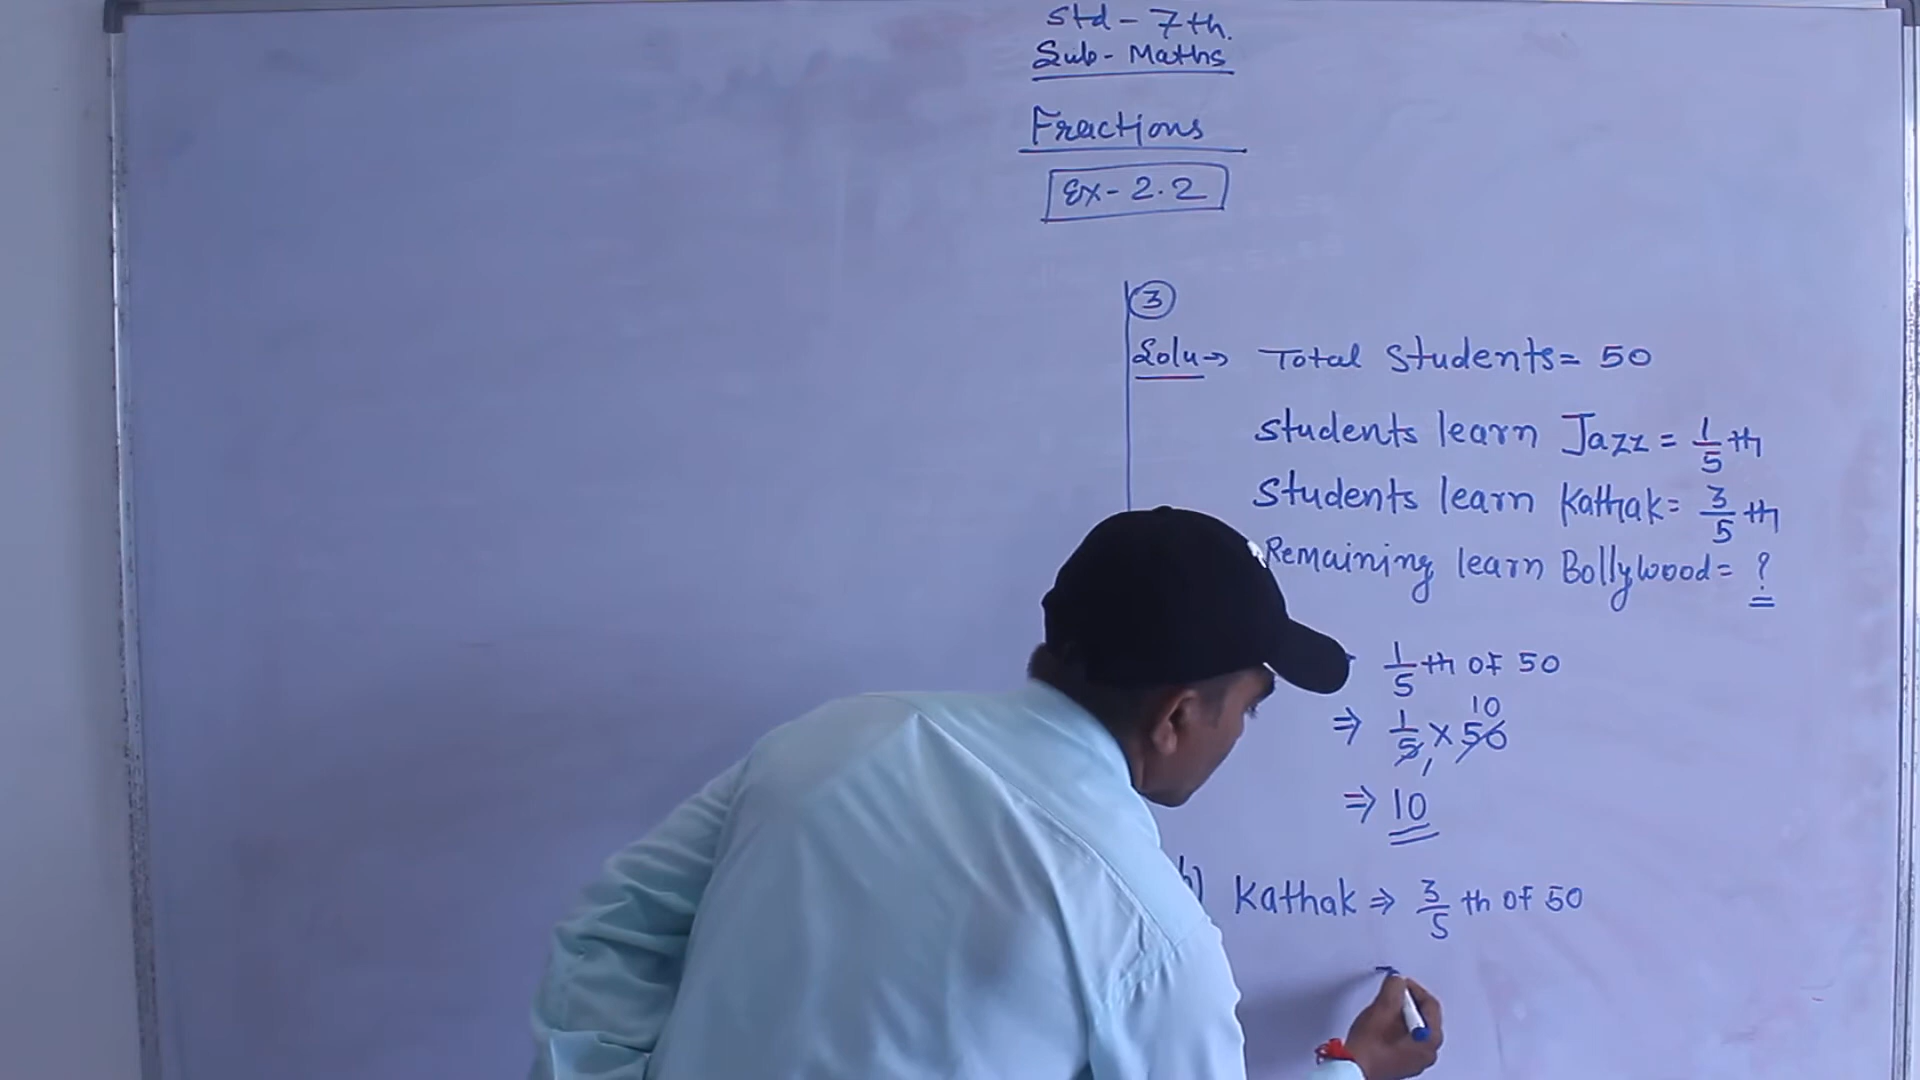 Std - 7th.
Sub - Maths
Fractions
Ex - 2.2
3
Solu → Total Students = 50
Students learn Jazz = 1/5 th
Students learn Kathak = 3/5 th
Remaining learn Bollywood = ?
1/5 th of 50
⇒ 1/5 1 × 50 10
⇒ 10
b) Kathak ⇒ 3/5 th of 50